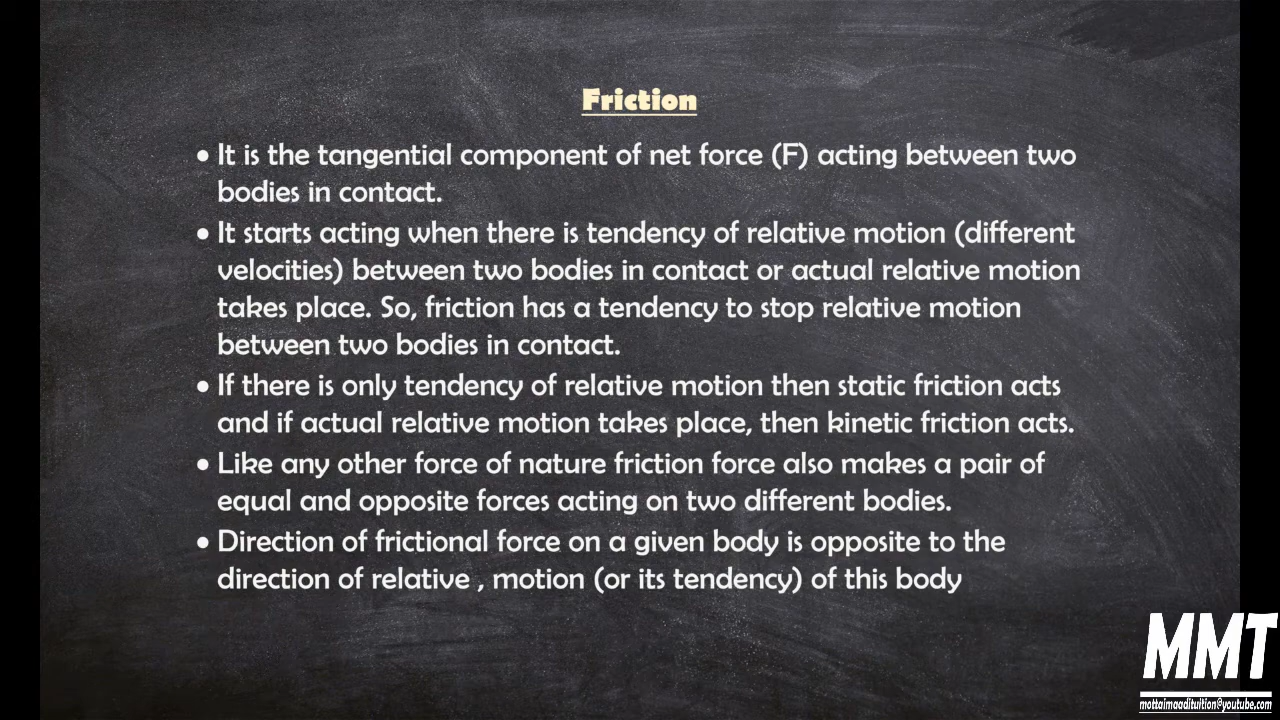 Friction
• It is the tangential component of net force (F) acting between two
bodies in contact.
• It starts acting when there is tendency of relative motion (different
velocities) between two bodies in contact or actual relative motion
takes place. So, friction has a tendency to stop relative motion
between two bodies in contact.
• If there is only tendency of relative motion then static friction acts
and if actual relative motion takes place, then kinetic friction acts.
• Like any other force of nature friction force also makes a pair of
equal and opposite forces acting on two different bodies.
• Direction of frictional force on a given body is opposite to the
direction of relative , motion (or its tendency) of this body
MMT
mottaimaadituition@youtube.com